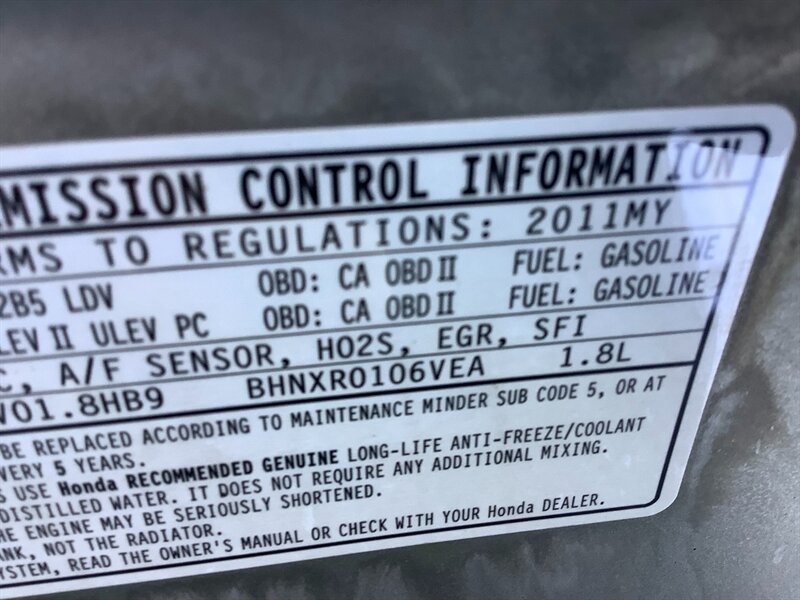 MISSION CONTROL INFORMATION
RMS TO REGULATIONS: 2011MY
2B5 LDV OBD: CA OBD II FUEL: GASOLINE
LEV II ULEV PC OBD: CA OBD II FUEL: GASOLINE
C, A/F SENSOR, HO2S, EGR, SFI
V01.8HB9 BHNXR0106VEA 1.8L
BE REPLACED ACCORDING TO MAINTENANCE MINDER SUB CODE 5, OR AT
VERY 5 YEARS.
S USE Honda RECOMMENDED GENUINE LONG-LIFE ANTI-FREEZE/COOLANT
DISTILLED WATER. IT DOES NOT REQUIRE ANY ADDITIONAL MIXING.
HE ENGINE MAY BE SERIOUSLY SHORTENED.
ANK, NOT THE RADIATOR.
YSTEM, READ THE OWNER'S MANUAL OR CHECK WITH YOUR Honda DEALER.